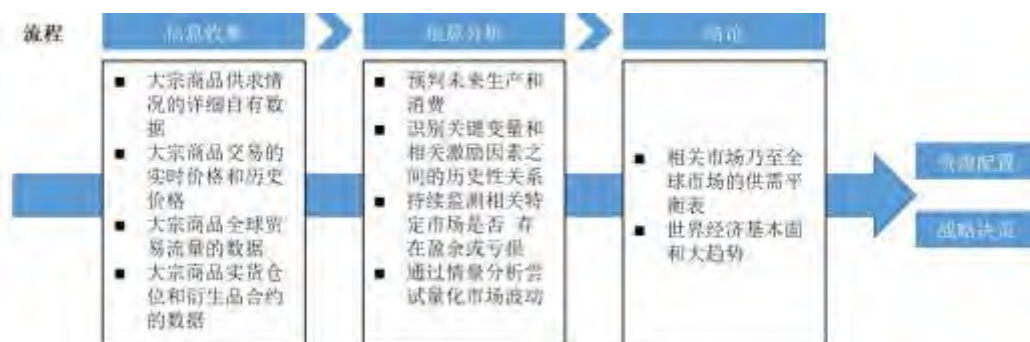 流程
信息收集
信息分析
结论
■ 大宗商品供求情
况的详细自有数
据
■ 大宗商品交易的
实时价格和历史
价格
■ 大宗商品全球贸
易流量的数据
■ 大宗商品实货仓
位和衍生品合约
的数据
■ 预判未来生产和
消费
■ 识别关键变量和
相关激励因素之
间的历史性关系
■ 持续监测相关特
定市场是否 存
在盈余或亏损
■ 通过情景分析尝
试量化市场波动
■ 相关市场乃至全
球市场的供需平
衡表
■ 世界经济基本面
和大趋势
资源配置
战略决策